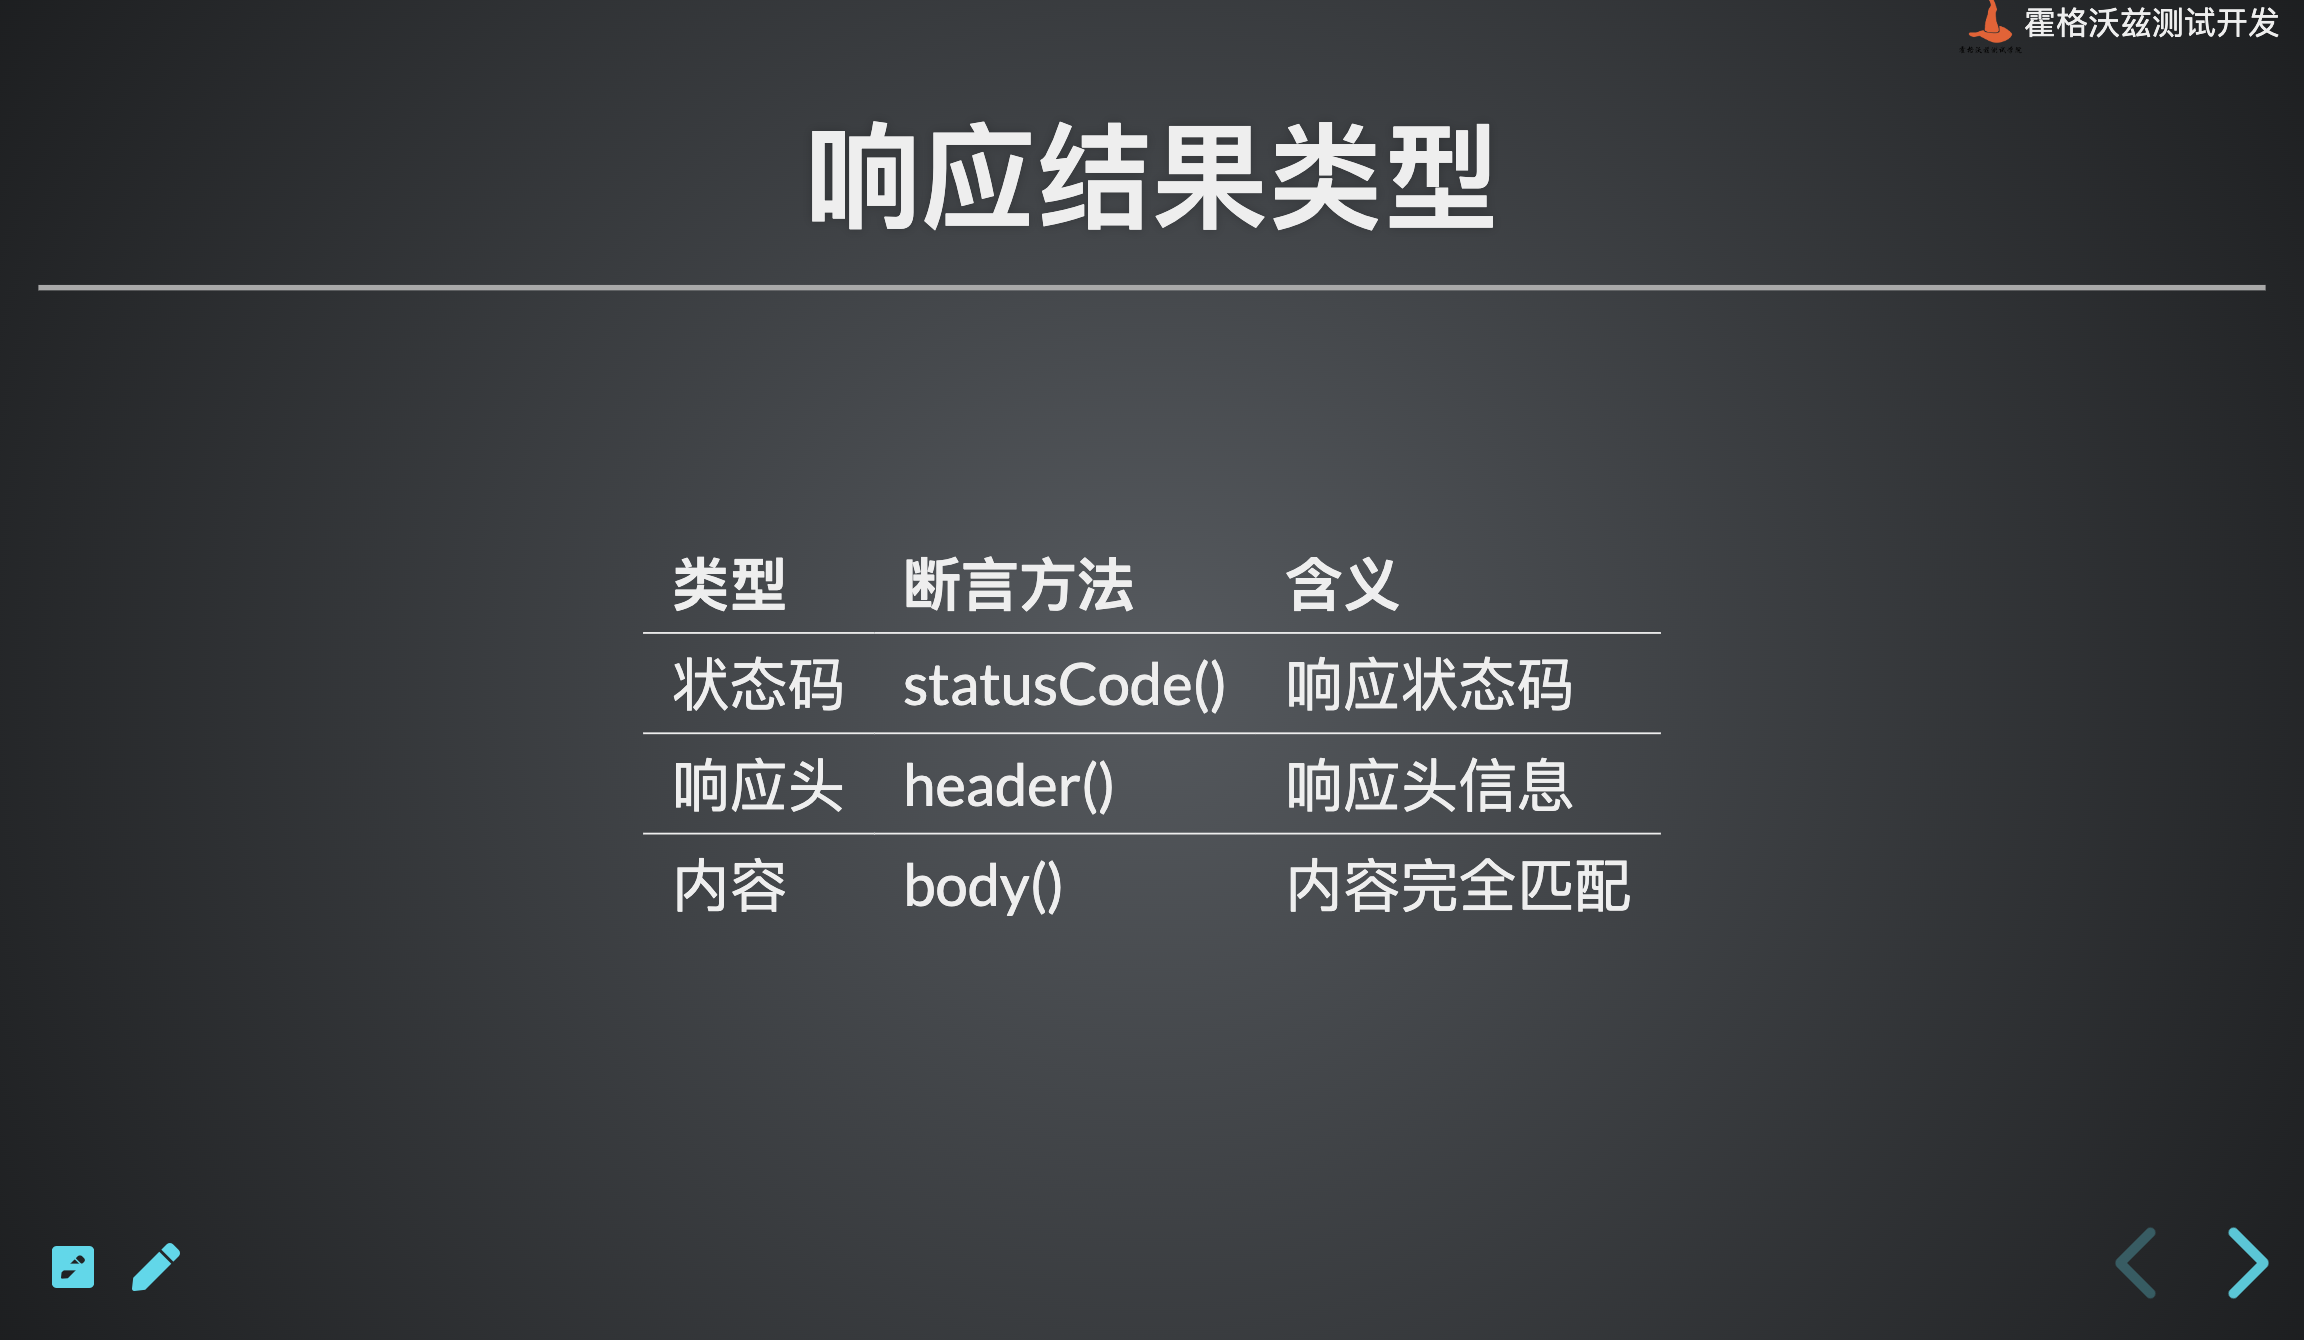 霍格沃兹测试开发
响应结果类型
类型 断言方法 含义
状态码 statusCode() 响应状态码
响应头 header() 响应头信息
内容 body() 内容完全匹配